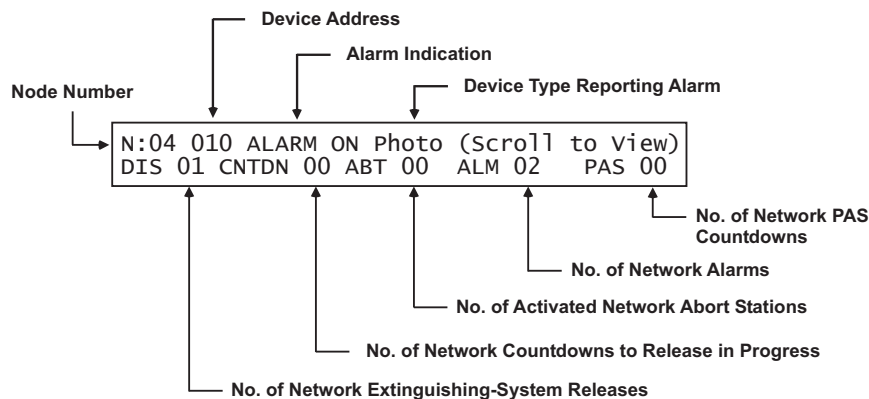 Device Address
Alarm Indication
Device Type Reporting Alarm
Node Number
N:04 010 ALARM ON Photo (Scroll to View)
DIS 01 CNTDN 00 ABT 00 ALM 02 PAS 00
No. of Network PAS
Countdowns
No. of Network Alarms
No. of Activated Network Abort Stations
No. of Network Countdowns to Release in Progress
No. of Network Extinguishing-System Releases